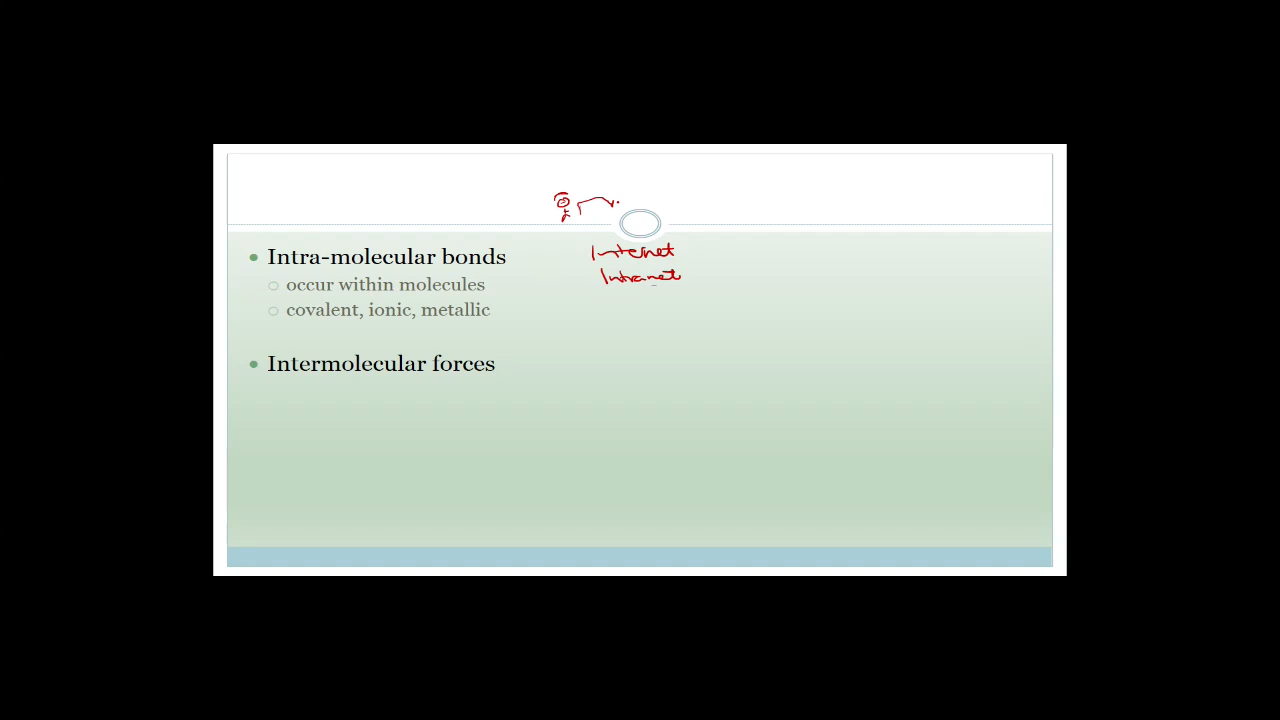 Internet
Intranet
Intra-molecular bonds
occur within molecules
covalent, ionic, metallic
Intermolecular forces